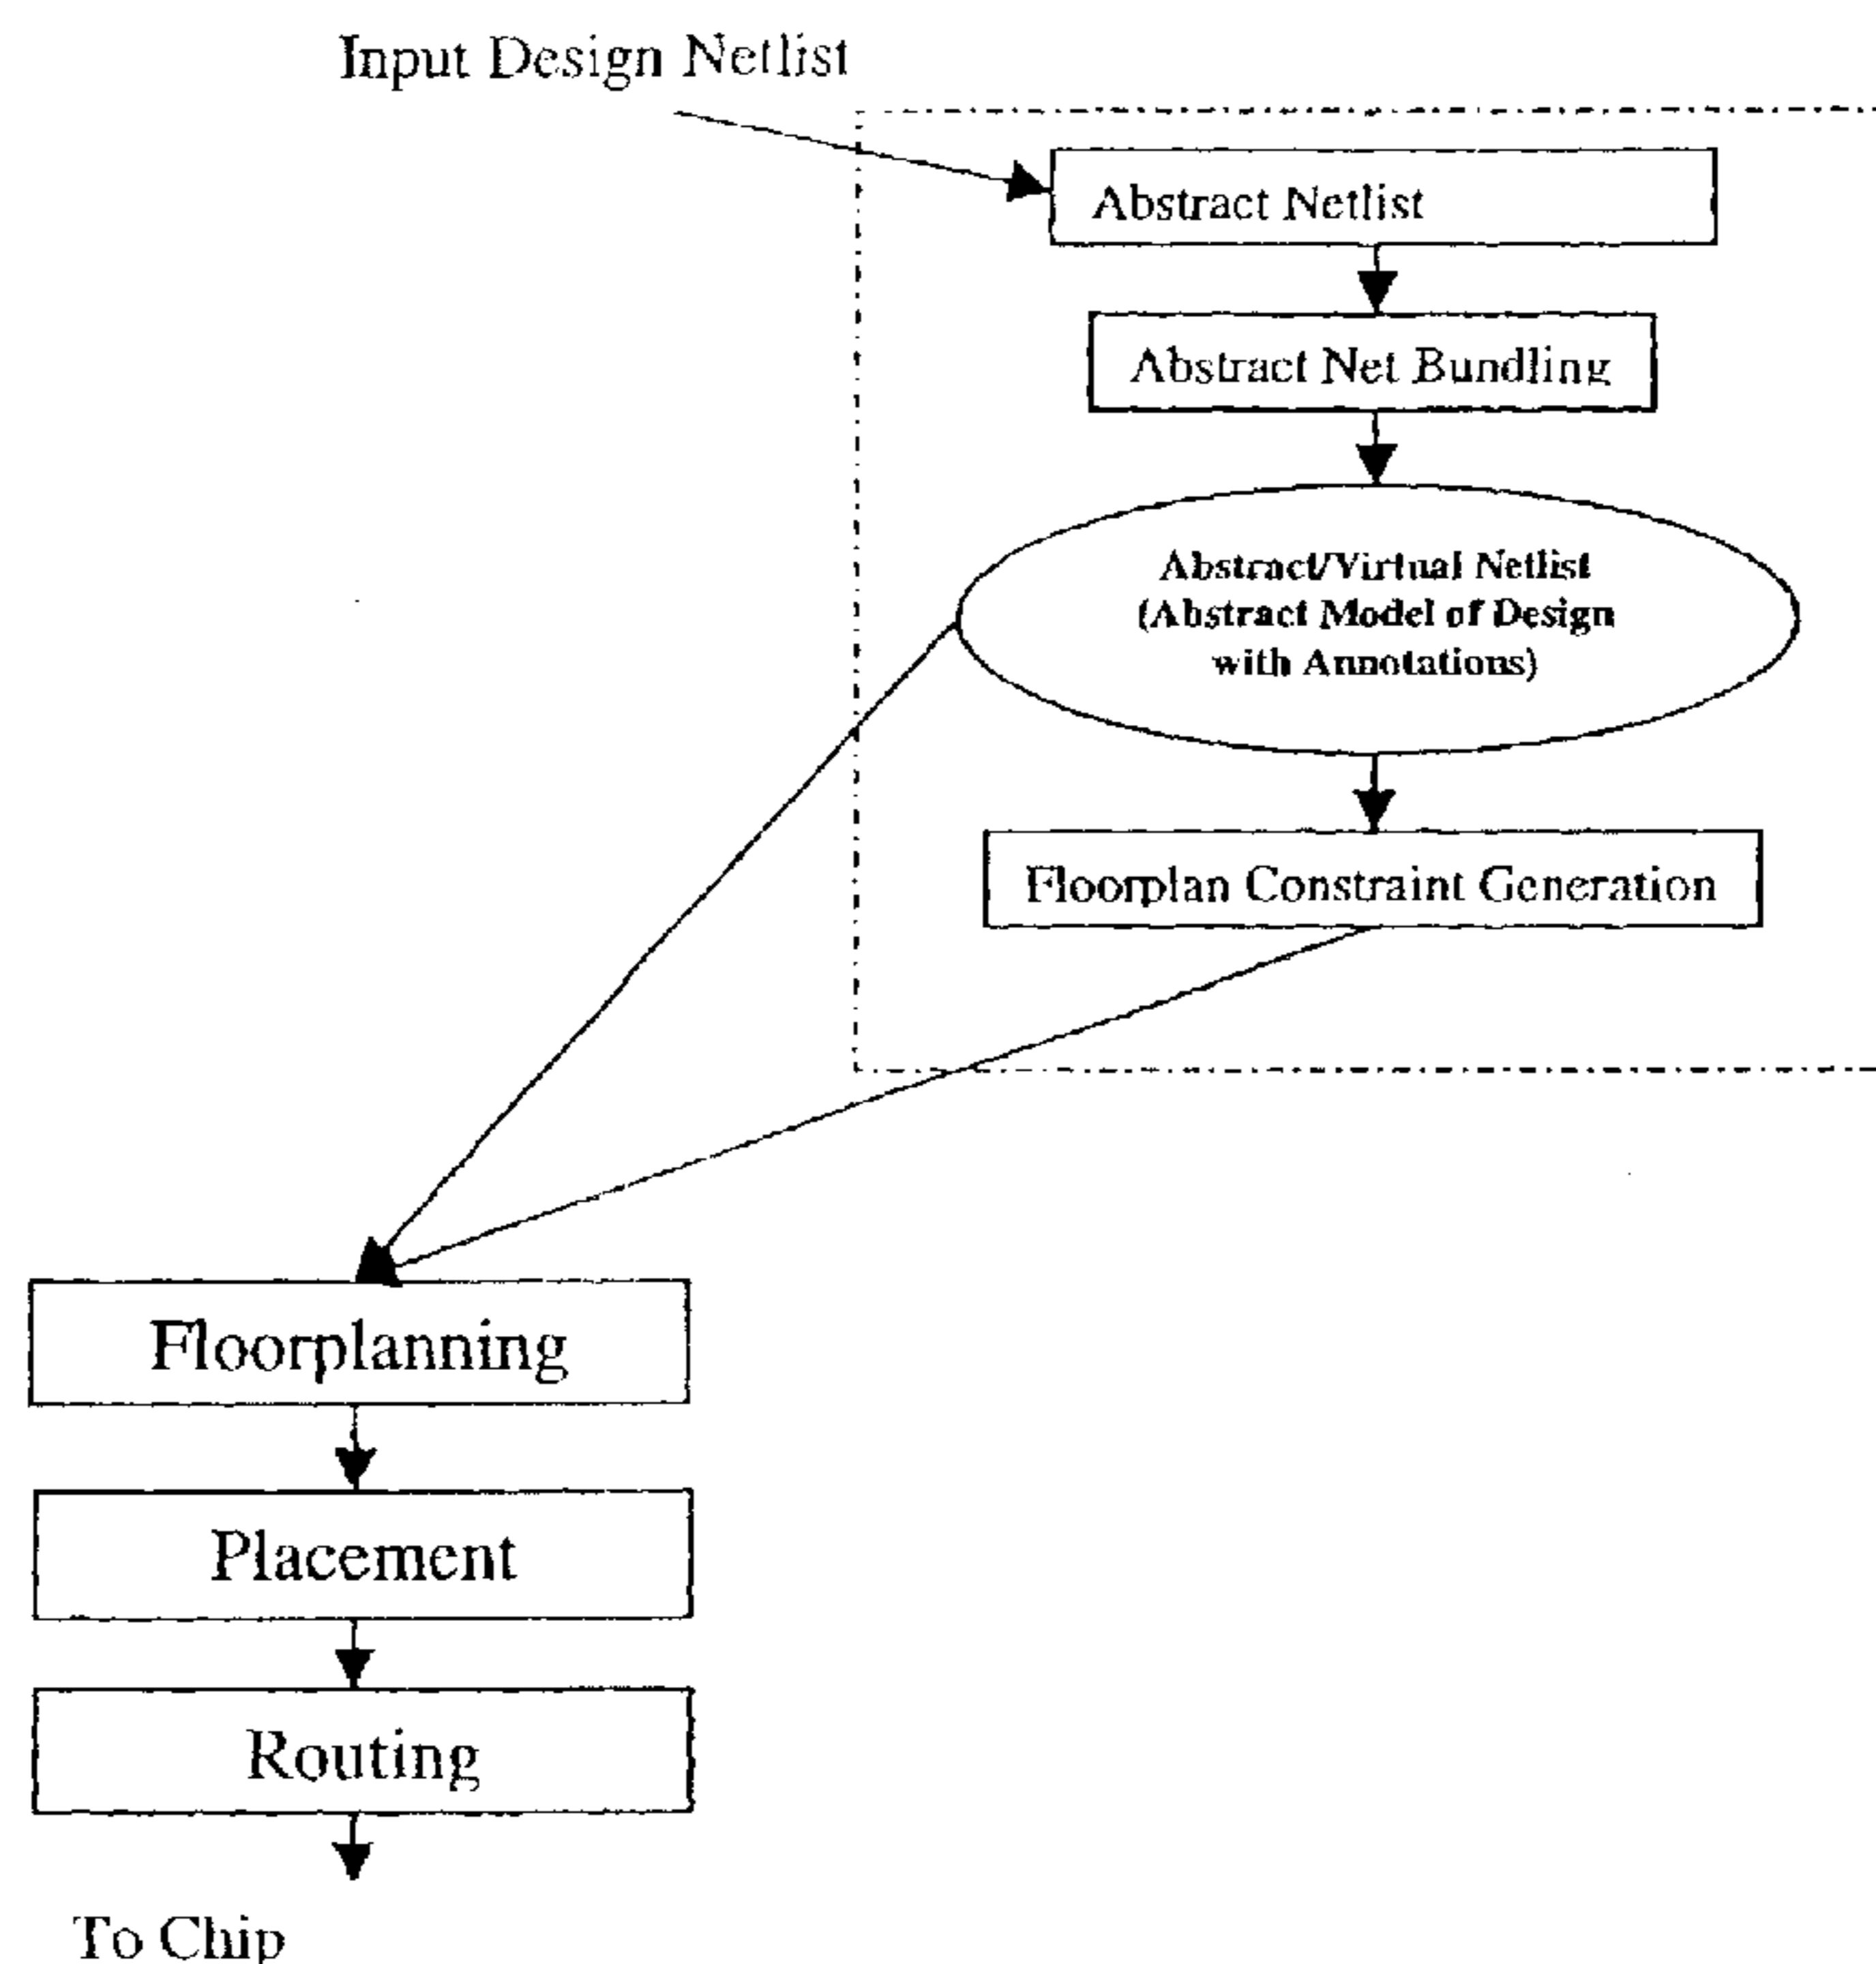 Input Design Netlist
Abstract Netlist
Abstract Net Bundling
Abstract/Virtual Netlist
(Abstract Model of Design
with Annotations)
Floorplan Constraint Generation
Floorplanning
Placement
Routing
To Chip